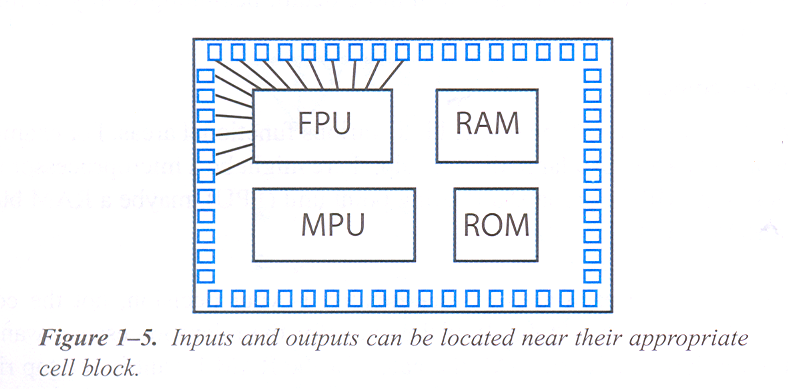 FPU RAM
MPU ROM
Figure 1–5. Inputs and outputs can be located near their appropriate
cell block.